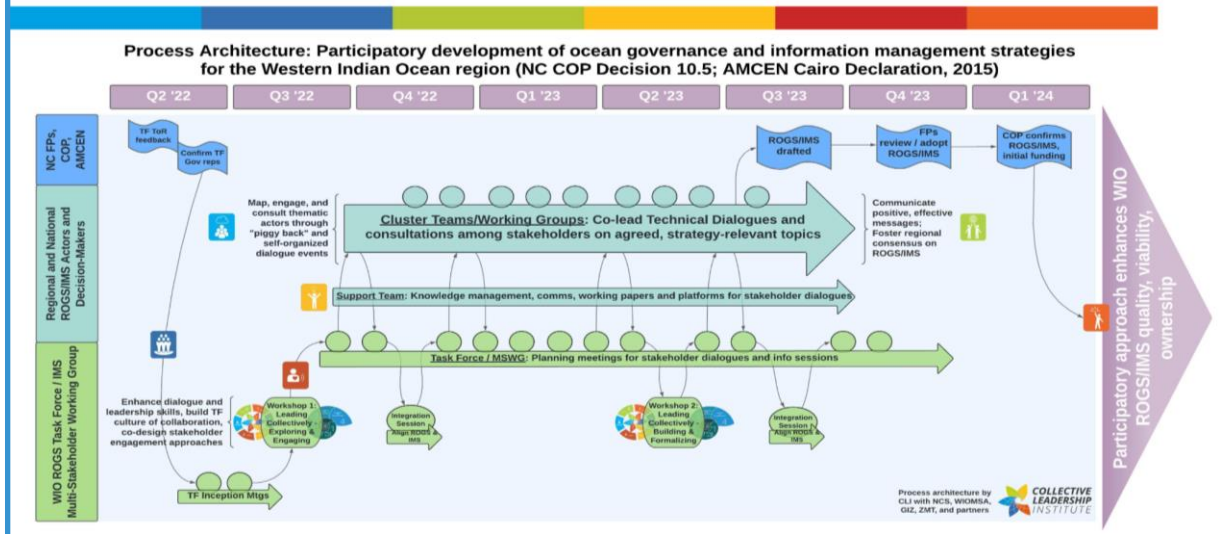 Process Architecture: Participatory development of ocean governance and information management strategies
for the Western Indian Ocean region (NC COP Decision 10.5; AMCEN Cairo Declaration, 2015)
Q2 '22
Q3 '22
Q4 '22
Q1 '23
Q2 '23
Q3 '23
Q4 '23
Q1 '24
NC FPs,
COP,
AMCEN
TF ToR
feedback
Confirm TF
Gov reps
ROGS/IMS
drafted
FPs
review / adopt
ROGS/IMS
COP confirms
ROGS/IMS,
initial funding
Regional and National
ROGS/IMS Actors and
Decision-Makers
Map, engage, and
consult thematic
actors through
"piggy back" and
self-organized
dialogue events
Cluster Teams/Working Groups: Co-lead Technical Dialogues and
consultations among stakeholders on agreed, strategy-relevant topics
Communicate
positive, effective
messages;
Foster regional
consensus on
ROGS/IMS
Support Team: Knowledge management, comms, working papers and platforms for stakeholder dialogues
WIO ROGS Task Force / IMS
Multi-Stakeholder Working Group
Task Force / MSWG: Planning meetings for stakeholder dialogues and info sessions
Enhance dialogue and
leadership skills, build TF
culture of collaboration,
co-design stakeholder
engagement approaches
Workshop 1:
Leading
Collectively -
Exploring &
Engaging
Integration
Session
Align ROGS &
IMS
Workshop 2:
Leading
Collectively -
Building &
Formalizing
Integration
Session
Align ROGS &
IMS
TF Inception Mtgs
Process architecture by
CLI with NCS, WIOMSA,
GIZ, ZMT, and partners
COLLECTIVE
LEADERSHIP
INSTITUTE
Participatory approach enhances WIO
ROGS/IMS quality, viability,
ownership